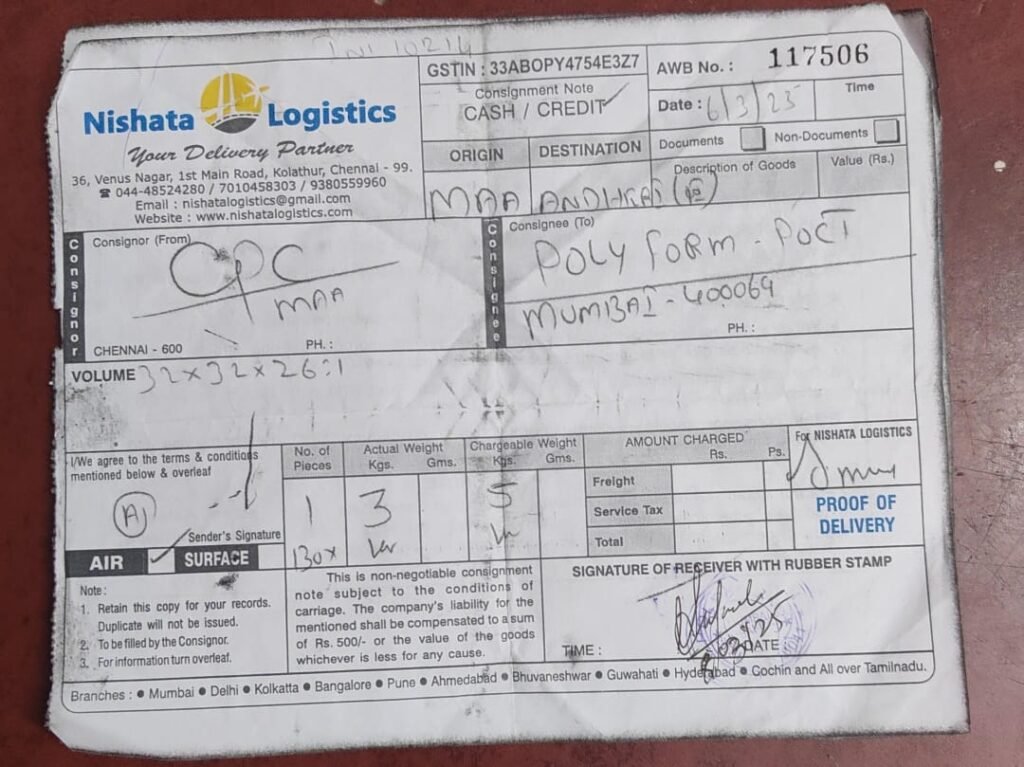 TNI 10214
Nishata Logistics
Your Delivery Partner
36, Venus Nagar, 1st Main Road, Kolathur, Chennai - 99.
☎ 044-48524280 / 7010458303 / 9380559960
Email : nishatalogistics@gmail.com
Website : www.nishatalogistics.com
GSTIN : 33ABOPY4754E3Z7
Consignment Note
CASH / CREDIT
AWB No. : 117506
Date : 6/3/25
Time
Documents
Non-Documents
ORIGIN
DESTINATION
Description of Goods
Value (Rs.)
MAA
Consignor
Consignor (From)
CPC
MAA
CHENNAI - 600
PH. :
Consignee
Consignee (To)
POLY FORM - POCT
MUMBAI - 400069
PH. :
VOLUME 32 x 32 x 26 : 1
I/We agree to the terms & conditions
mentioned below & overleaf
Sender's Signature
AIR
SURFACE
No. of Pieces
Actual Weight
Kgs. Gms.
Chargeable Weight
Kgs. Gms.
1
3
5
AMOUNT CHARGED
Rs. Ps.
Freight
Service Tax
Total
For NISHATA LOGISTICS
PROOF OF
DELIVERY
Note :
1. Retain this copy for your records.
Duplicate will not be issued.
2. To be filled by the Consignor.
3. For information turn overleaf.
This is non-negotiable consignment
note subject to the conditions of
carriage. The company's liability for the
mentioned shall be compensated to a sum
of Rs. 500/- or the value of the goods
whichever is less for any cause.
SIGNATURE OF RECEIVER WITH RUBBER STAMP
TIME :
DATE :
Branches : ● Mumbai ● Delhi ● Kolkatta ● Bangalore ● Pune ● Ahmedabad ● Bhuvaneshwar ● Guwahati ● Hyderabad ● Cochin and All over Tamilnadu.